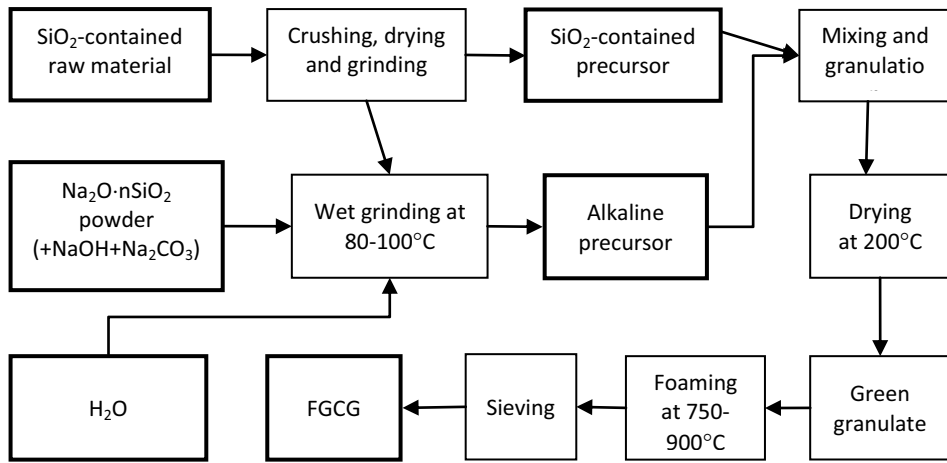 SiO₂-contained
raw material
Crushing, drying
and grinding
SiO₂-contained
precursor
Mixing and
granulatio
Na₂O·nSiO₂
powder
(+NaOH+Na₂CO₃)
Wet grinding at
80-100°C
Alkaline
precursor
Drying
at 200°C
H₂O
FGCG
Sieving
Foaming
at 750-
900°C
Green
granulate